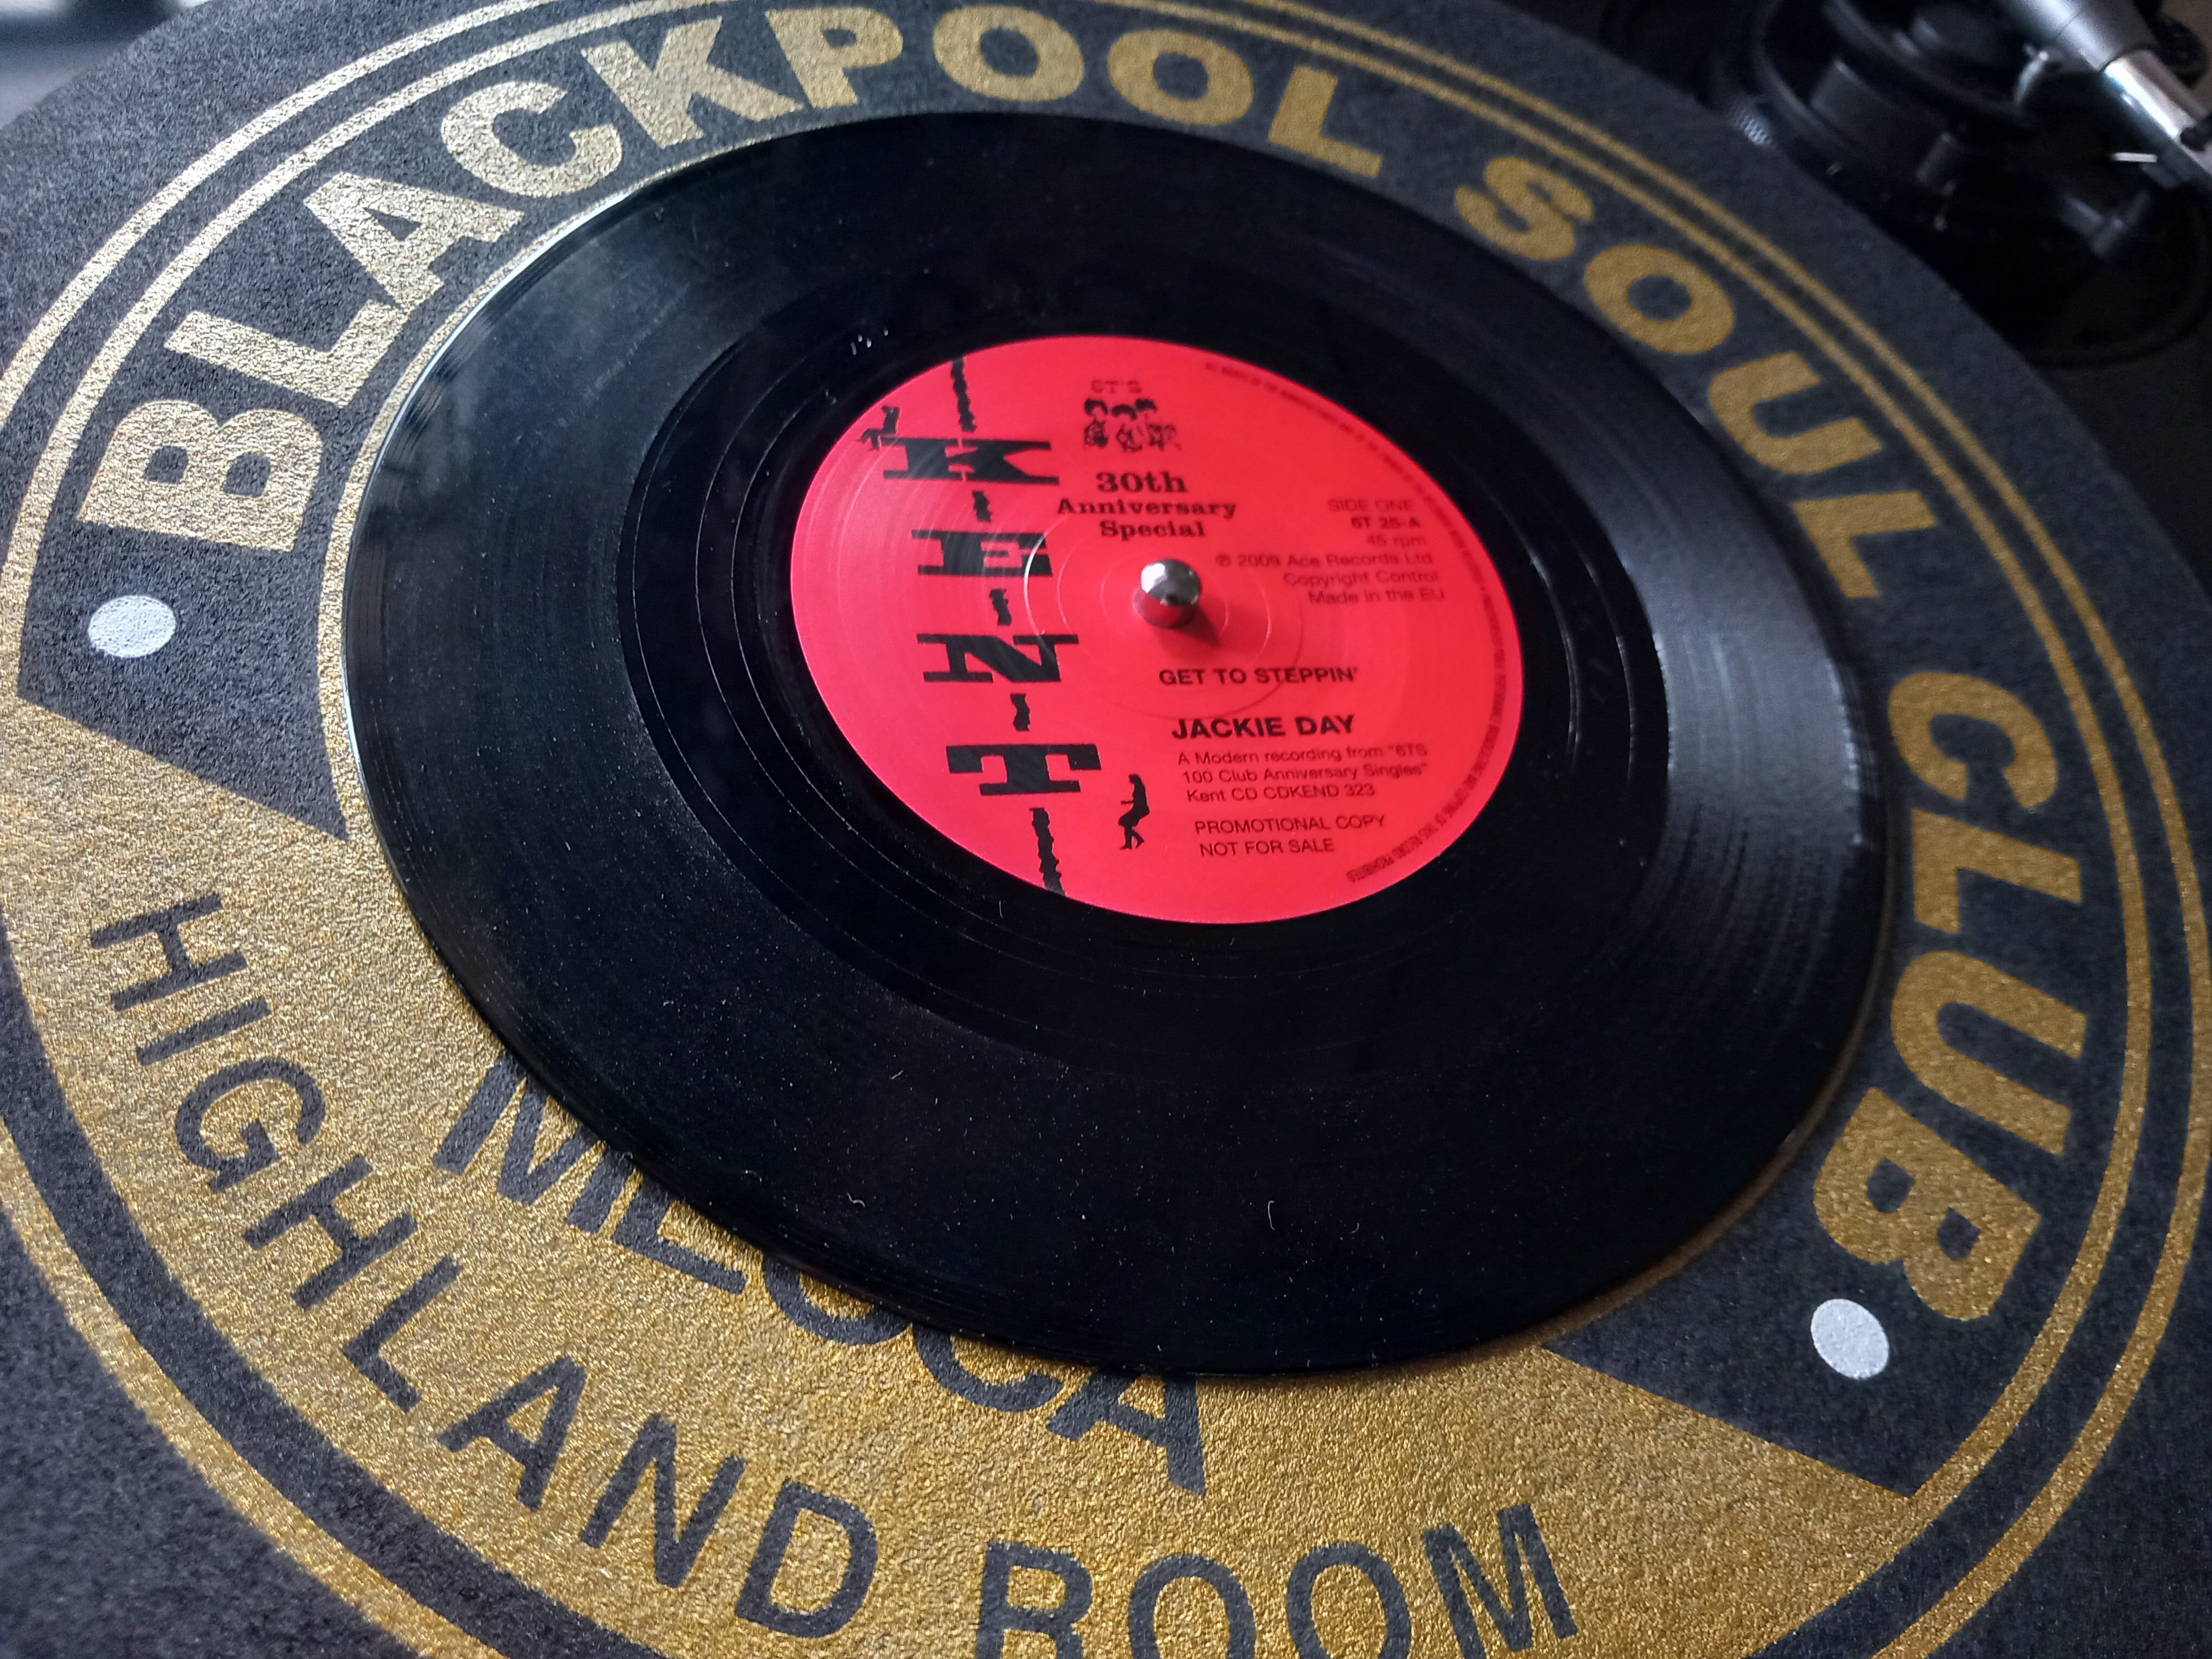 BLACKPOOL SOUL CLUB
KENT
6T'S
30th
Anniversary
Special
SIDE ONE
6T 25-A
45 rpm
℗ 2009 Ace Records Ltd
Copyright Control
Made in the EU
GET TO STEPPIN'
JACKIE DAY
A Modern recording from "6TS
100 Club Anniversary Singles"
Kent CD CDKEND 323
PROMOTIONAL COPY
NOT FOR SALE
MECCA
HIGHLAND ROOM